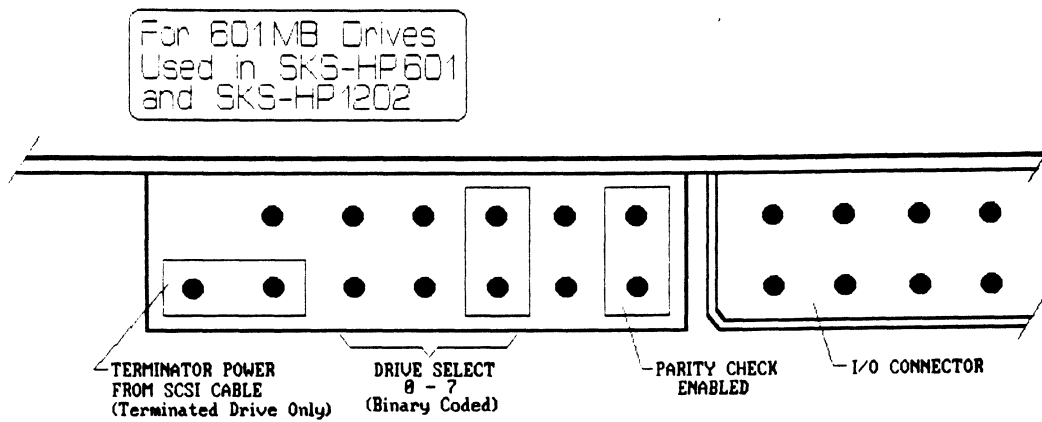 For 601MB Drives
Used in SKS-HP601
and SKS-HP1202
TERMINATOR POWER
FROM SCSI CABLE
(Terminated Drive Only)
DRIVE SELECT
0 - 7
(Binary Coded)
PARITY CHECK
ENABLED
I/O CONNECTOR